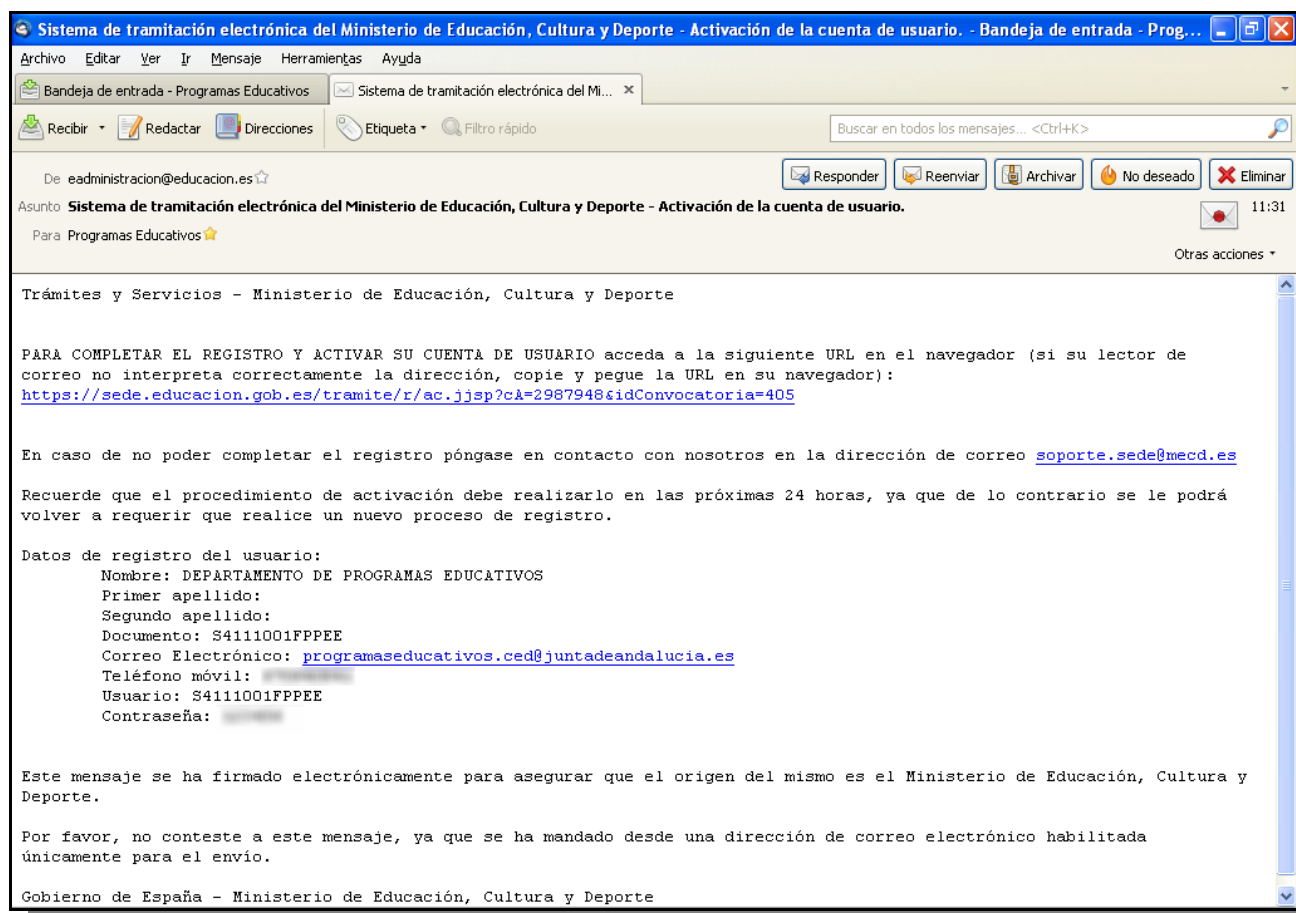 Sistema de tramitación electrónica del Ministerio de Educación, Cultura y Deporte - Activación de la cuenta de usuario. - Bandeja de entrada - Prog...
Archivo Editar Ver Ir Mensaje Herramientas Ayuda
Bandeja de entrada - Programas Educativos Sistema de tramitación electrónica del Mi...
Recibir Redactar Direcciones Etiqueta Filtro rápido Buscar en todos los mensajes... <Ctrl+K>
De eadministracion@educacion.es Responder Reenviar Archivar No deseado Eliminar
Asunto Sistema de tramitación electrónica del Ministerio de Educación, Cultura y Deporte - Activación de la cuenta de usuario. 11:31
Para Programas Educativos
Otras acciones
Trámites y Servicios - Ministerio de Educación, Cultura y Deporte
PARA COMPLETAR EL REGISTRO Y ACTIVAR SU CUENTA DE USUARIO acceda a la siguiente URL en el navegador (si su lector de
correo no interpreta correctamente la dirección, copie y pegue la URL en su navegador):
https://sede.educacion.gob.es/tramite/r/ac.jjsp?cA=2987948&idConvocatoria=405
En caso de no poder completar el registro póngase en contacto con nosotros en la dirección de correo soporte.sede@mecd.es
Recuerde que el procedimiento de activación debe realizarlo en las próximas 24 horas, ya que de lo contrario se le podrá
volver a requerir que realice un nuevo proceso de registro.
Datos de registro del usuario:
Nombre: DEPARTAMENTO DE PROGRAMAS EDUCATIVOS
Primer apellido:
Segundo apellido:
Documento: S4111001FPPEE
Correo Electrónico: programaseducativos.ced@juntadeandalucia.es
Teléfono móvil:
Usuario: S4111001FPPEE
Contraseña:
Este mensaje se ha firmado electrónicamente para asegurar que el origen del mismo es el Ministerio de Educación, Cultura y
Deporte.
Por favor, no conteste a este mensaje, ya que se ha mandado desde una dirección de correo electrónico habilitada
únicamente para el envío.
Gobierno de España - Ministerio de Educación, Cultura y Deporte